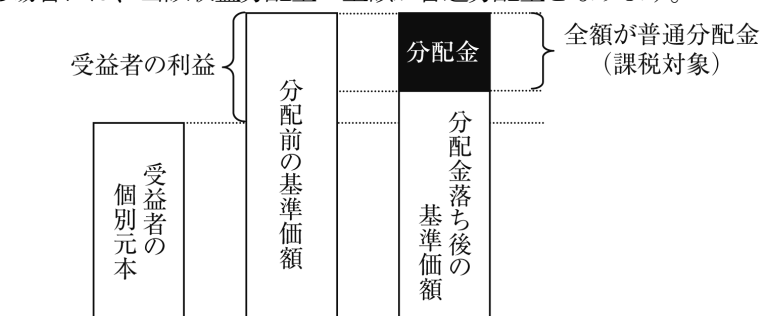 受益者の利益
分配金
全額が普通分配金
（課税対象）
分配前の基準価額
受益者の
個別元本
分配金落ち後の
基準価額